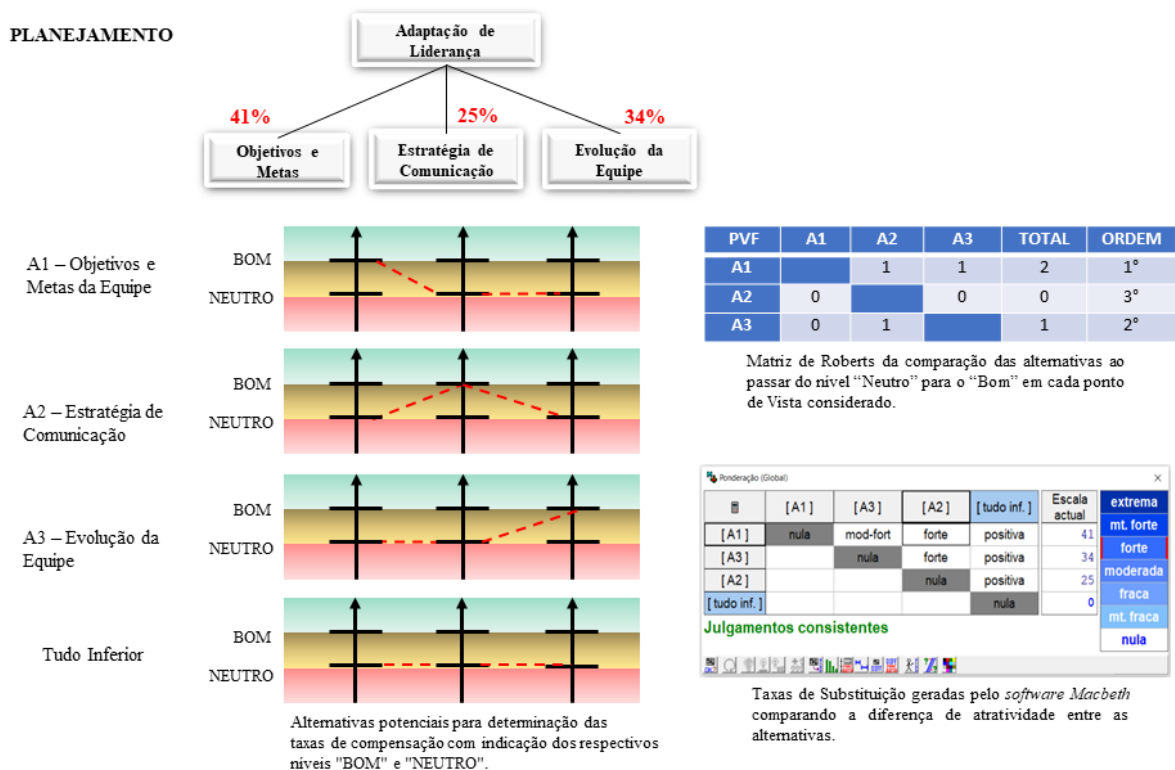 PLANEJAMENTO
Adaptação de
Liderança
41%
25%
34%
Objetivos e
Metas
Estratégia de
Comunicação
Evolução da
Equipe
A1 – Objetivos e
Metas da Equipe
BOM
NEUTRO
A2 – Estratégia de
Comunicação
BOM
NEUTRO
A3 – Evolução da
Equipe
BOM
NEUTRO
Tudo Inferior
BOM
NEUTRO
Alternativas potenciais para determinação das
taxas de compensação com indicação dos respectivos
níveis "BOM" e "NEUTRO".
PVF A1 A2 A3 TOTAL ORDEM
A1 1 1 2 1°
A2 0 0 0 3°
A3 0 1 1 2°
Matriz de Roberts da comparação das alternativas ao
passar do nível “Neutro” para o “Bom” em cada ponto
de Vista considerado.
Ponderação (Global)
[ A1 ] [ A3 ] [ A2 ] [ tudo inf. ] Escala
actual
[ A1 ] nula mod-fort forte positiva 41
[ A3 ] nula forte positiva 34
[ A2 ] nula positiva 25
[ tudo inf. ] nula 0
extrema
mt. forte
forte
moderada
fraca
mt. fraca
nula
Julgamentos consistentes
Taxas de Substituição geradas pelo software Macbeth
comparando a diferença de atratividade entre as
alternativas.